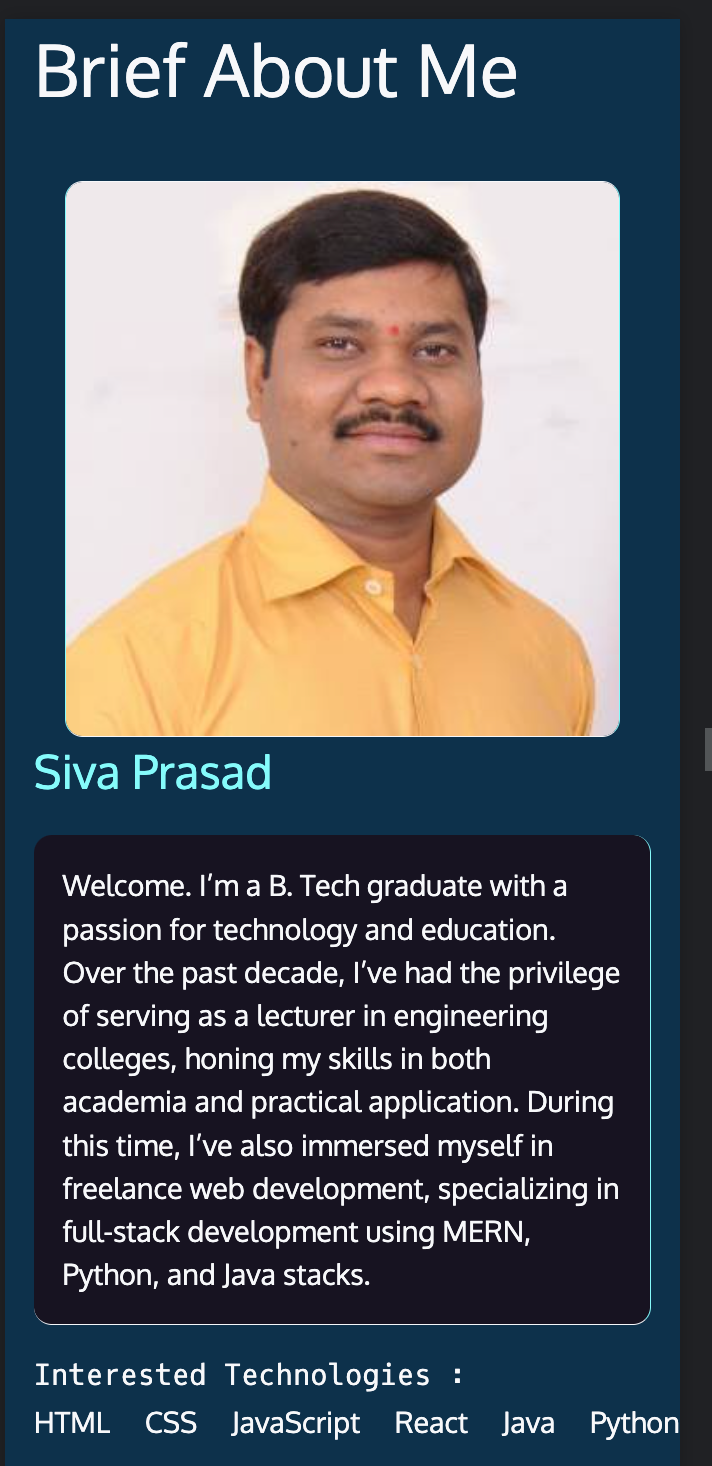 Brief About Me
Siva Prasad
Welcome. I’m a B. Tech graduate with a
passion for technology and education.
Over the past decade, I’ve had the privilege
of serving as a lecturer in engineering
colleges, honing my skills in both
academia and practical application. During
this time, I’ve also immersed myself in
freelance web development, specializing in
full-stack development using MERN,
Python, and Java stacks.
Interested Technologies :
HTML CSS JavaScript React Java Python